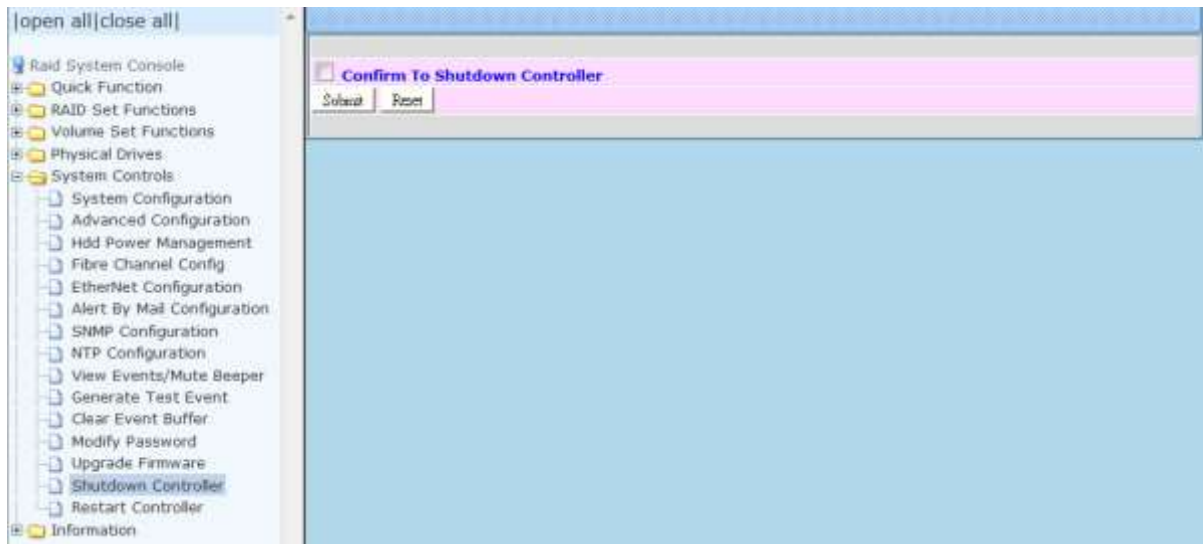 |open all|close all|
Raid System Console
Quick Function
RAID Set Functions
Volume Set Functions
Physical Drives
System Controls
System Configuration
Advanced Configuration
Hdd Power Management
Fibre Channel Config
EtherNet Configuration
Alert By Mail Configuration
SNMP Configuration
NTP Configuration
View Events/Mute Beeper
Generate Test Event
Clear Event Buffer
Modify Password
Upgrade Firmware
Shutdown Controller
Restart Controller
Information
Confirm To Shutdown Controller
Submit Reset